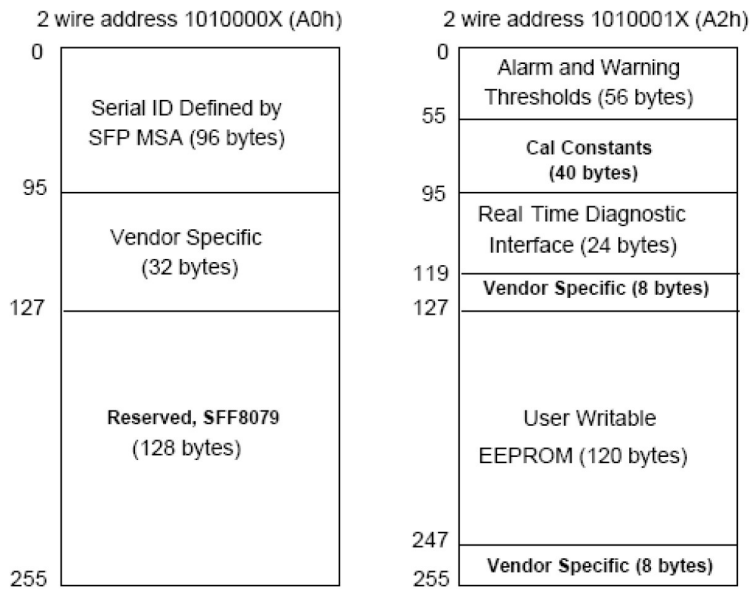 2 wire address 1010000X (A0h)
0
Serial ID Defined by
SFP MSA (96 bytes)
95
Vendor Specific
(32 bytes)
127
Reserved, SFF8079
(128 bytes)
255
2 wire address 1010001X (A2h)
0
Alarm and Warning
Thresholds (56 bytes)
55
Cal Constants
(40 bytes)
95
Real Time Diagnostic
Interface (24 bytes)
119
Vendor Specific (8 bytes)
127
User Writable
EEPROM (120 bytes)
247
Vendor Specific (8 bytes)
255